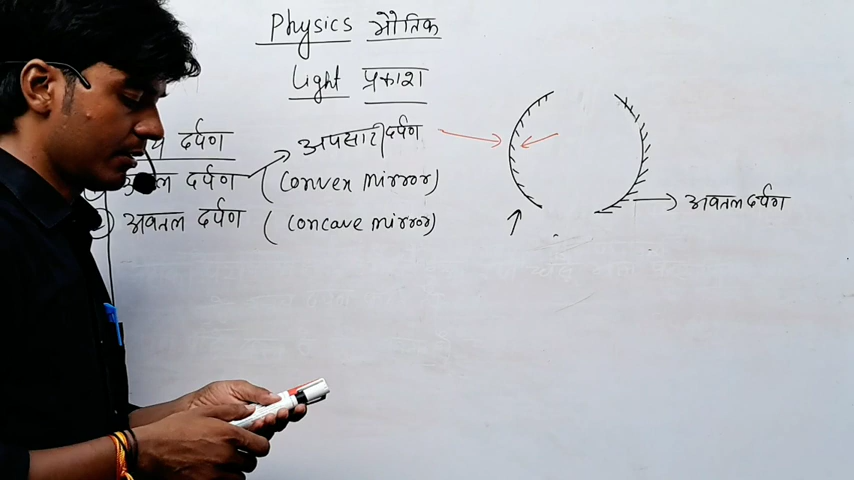 Physics भौतिक
Light प्रकाश
दर्पण
अपसारी दर्पण
दर्पण (convex mirror)
अवतल दर्पण (concave mirror)
अवतल दर्पण